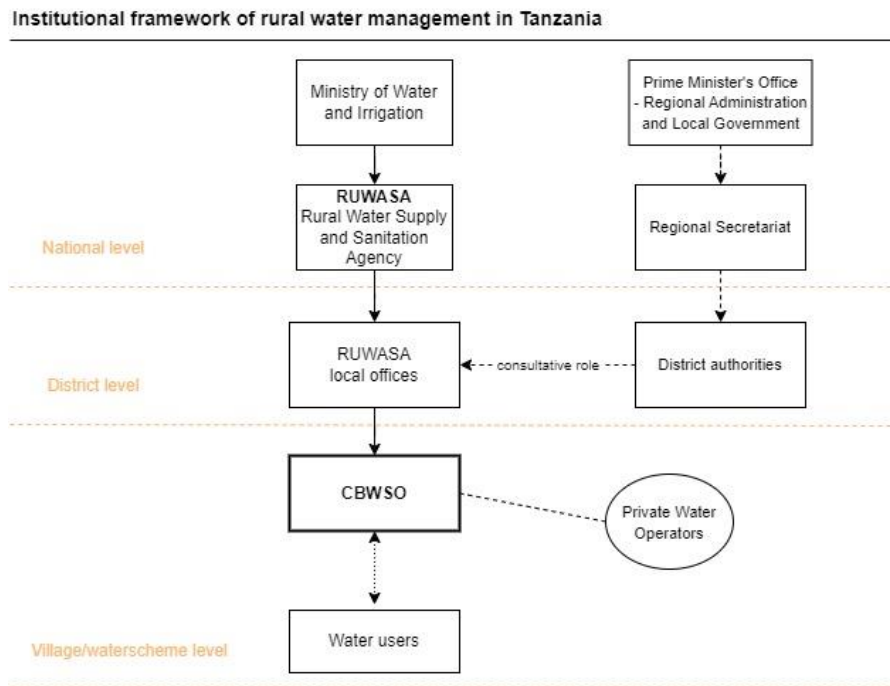 Institutional framework of rural water management in Tanzania
Ministry of Water
and Irrigation
Prime Minister's Office
- Regional Administration
and Local Government
RUWASA
Rural Water Supply
and Sanitation
Agency
Regional Secretariat
National level
RUWASA
local offices
consultative role
District authorities
District level
CBWSO
Private Water
Operators
Water users
Village/waterscheme level